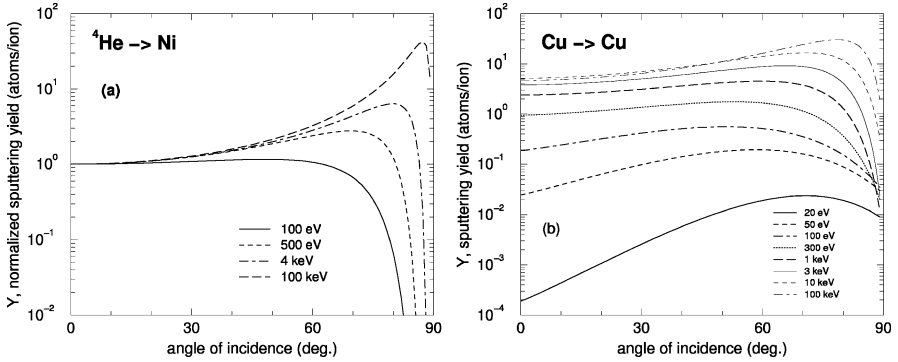 ⁴He –> Ni
(a)
Y, normalized sputtering yield (atoms/ion)
10²
10¹
10⁰
10⁻¹
10⁻²
100 eV
500 eV
4 keV
100 keV
0
30
60
90
angle of incidence (deg.)
Cu –> Cu
(b)
Y, sputtering yield (atoms/ion)
10²
10¹
10⁰
10⁻¹
10⁻²
10⁻³
10⁻⁴
20 eV
50 eV
100 eV
300 eV
1 keV
3 keV
10 keV
100 keV
0
30
60
90
angle of incidence (deg.)